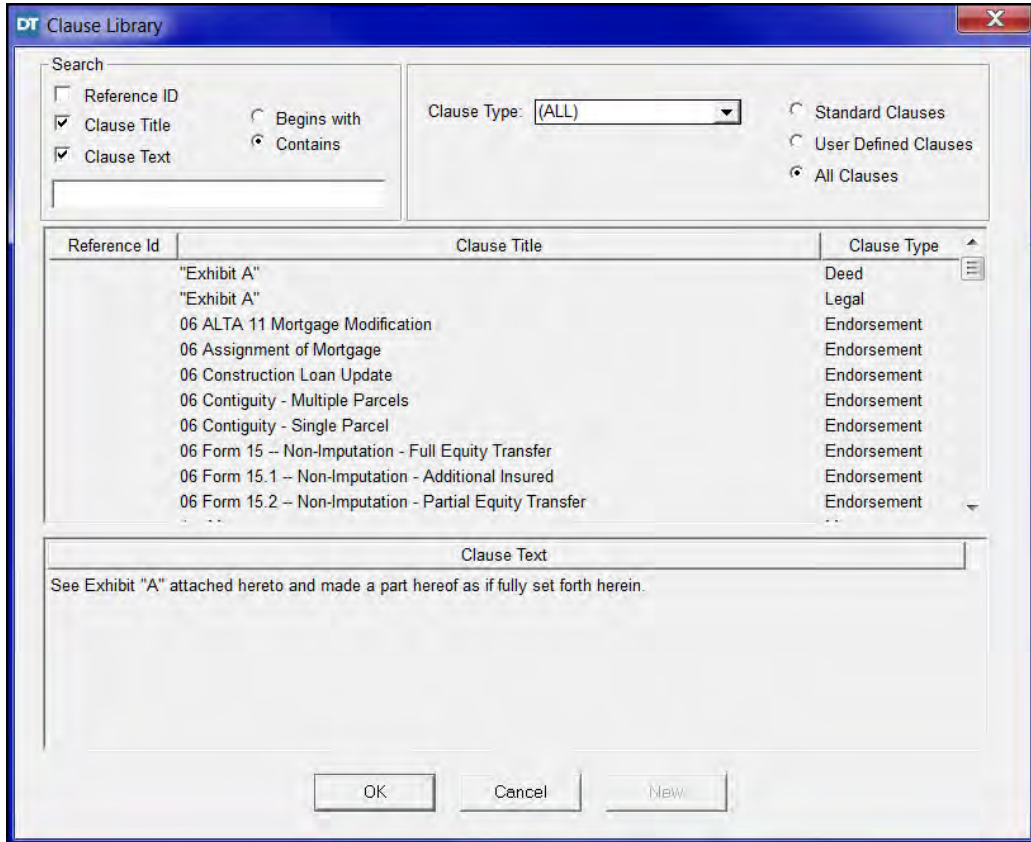 DT Clause Library
X
Search
Reference ID
Clause Title
Clause Text
Begins with
Contains
Clause Type: (ALL)
Standard Clauses
User Defined Clauses
All Clauses
Reference Id Clause Title Clause Type
"Exhibit A" Deed
"Exhibit A" Legal
06 ALTA 11 Mortgage Modification Endorsement
06 Assignment of Mortgage Endorsement
06 Construction Loan Update Endorsement
06 Contiguity - Multiple Parcels Endorsement
06 Contiguity - Single Parcel Endorsement
06 Form 15 -- Non-Imputation - Full Equity Transfer Endorsement
06 Form 15.1 -- Non-Imputation - Additional Insured Endorsement
06 Form 15.2 -- Non-Imputation - Partial Equity Transfer Endorsement
Clause Text
See Exhibit "A" attached hereto and made a part hereof as if fully set forth herein.
OK Cancel New